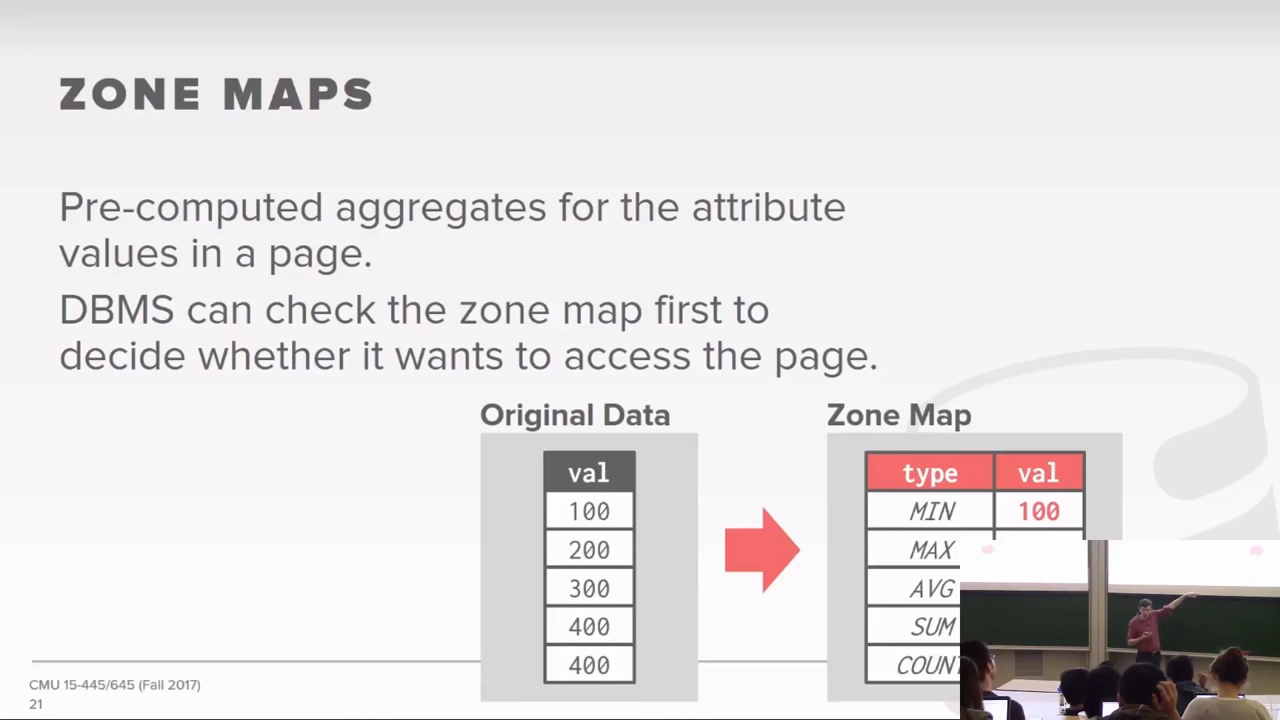 ZONE MAPS
Pre-computed aggregates for the attribute
values in a page.
DBMS can check the zone map first to
decide whether it wants to access the page.
Original Data
val
100
200
300
400
400
Zone Map
type val
MIN 100
MAX
AVG
SUM
COUN
CMU 15-445/645 (Fall 2017)
21